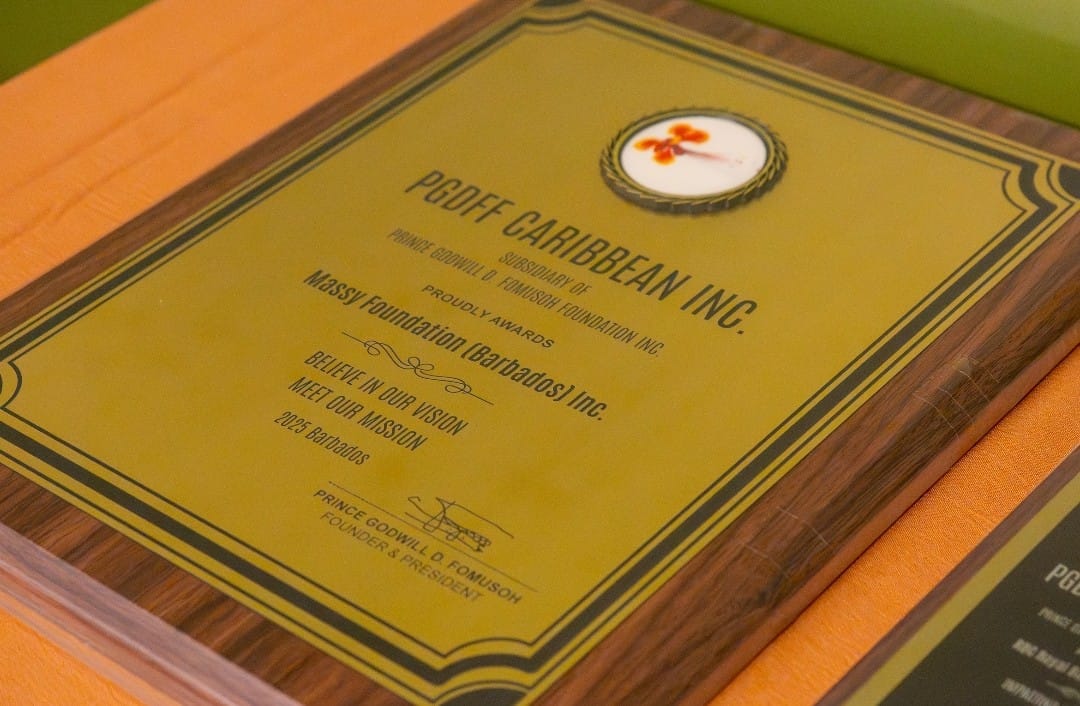 PGDFF CARIBBEAN INC.
SUBSIDIARY OF
PRINCE GODWILL D. FOMUSOH FOUNDATION INC.
PROUDLY AWARDS
Massy Foundation (Barbados) Inc.
BELIEVE IN OUR VISION
MEET OUR MISSION
2025 Barbados
PRINCE GODWILL D. FOMUSOH
FOUNDER & PRESIDENT